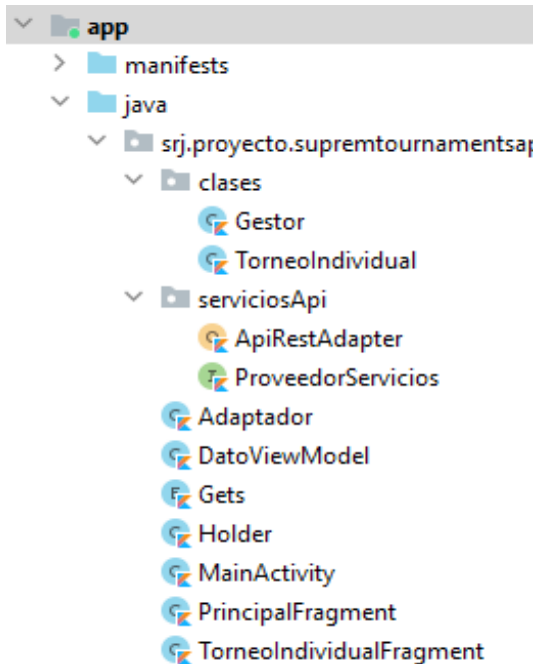 app
manifests
java
srj.proyecto.supremtournamentsap
clases
Gestor
TorneoIndividual
serviciosApi
ApiRestAdapter
ProveedorServicios
Adaptador
DatoViewModel
Gets
Holder
MainActivity
PrincipalFragment
TorneoIndividualFragment